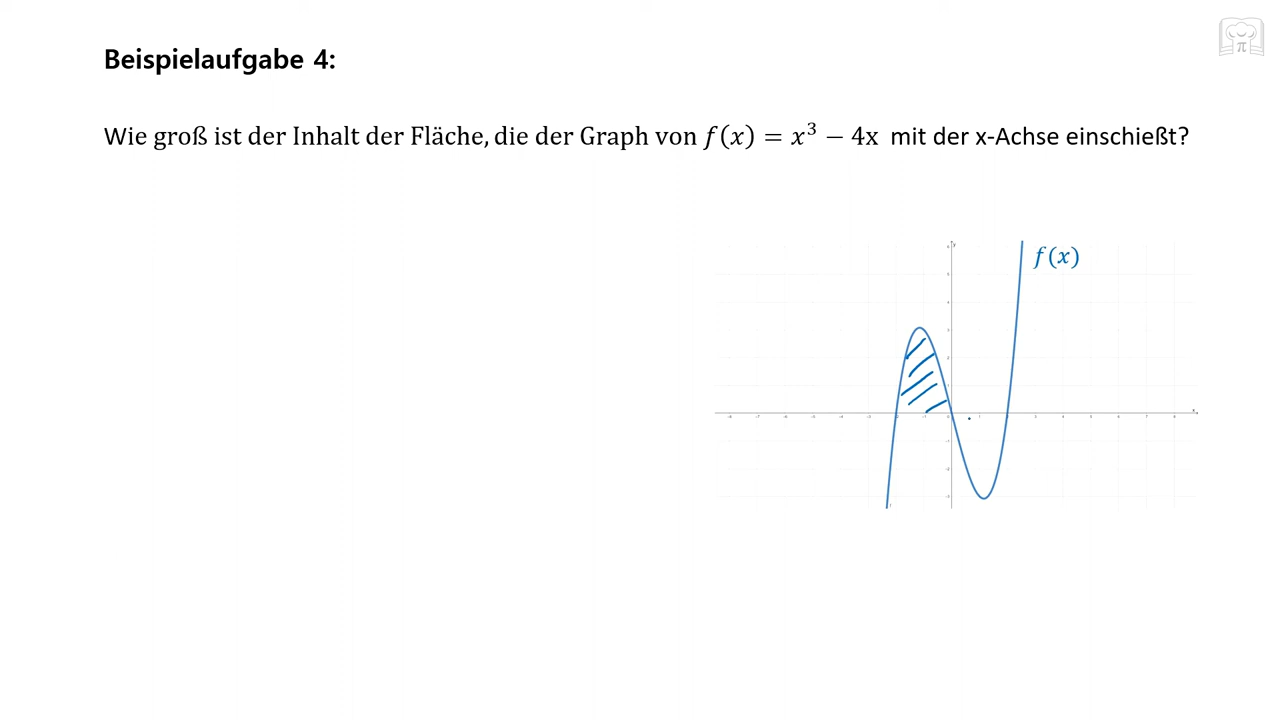 Beispielaufgabe 4:
Wie groß ist der Inhalt der Fläche, die der Graph von f(x) = x³ − 4x mit der x-Achse einschießt?
f(x)
π